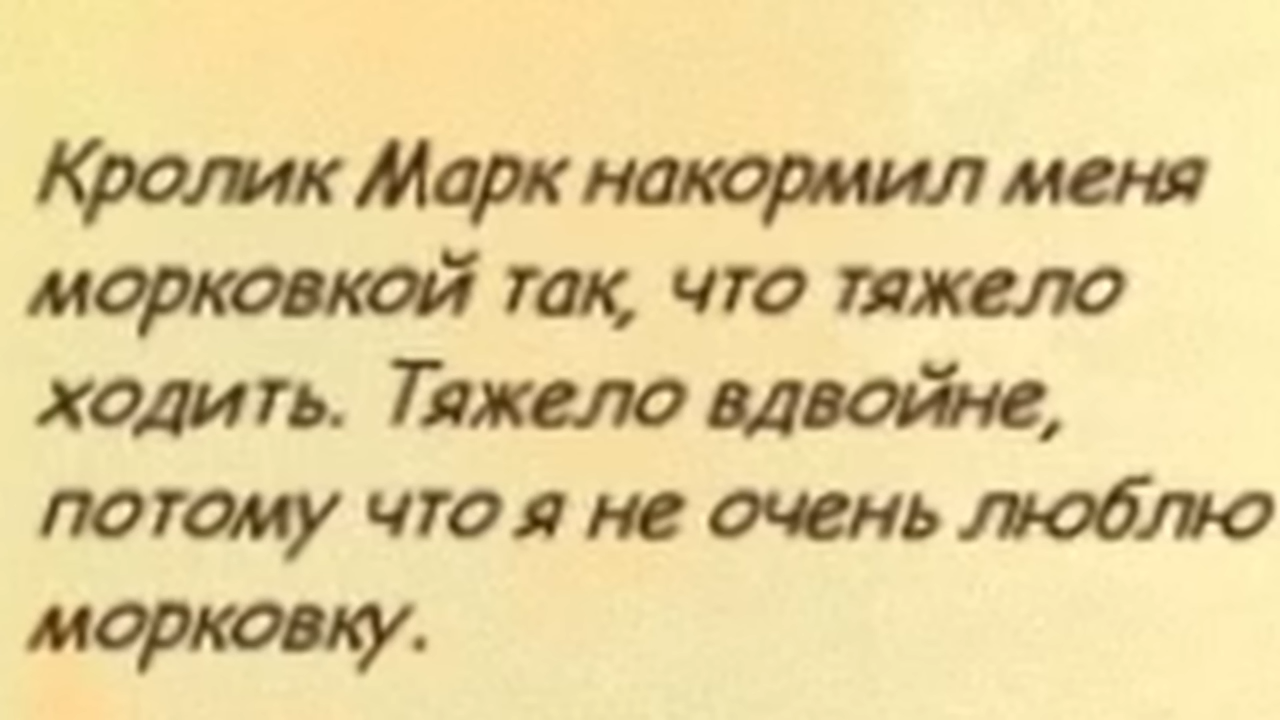 Кролик Марк накормил меня
морковкой так, что тяжело
ходить. Тяжело вдвойне,
потому что я не очень люблю
морковку.